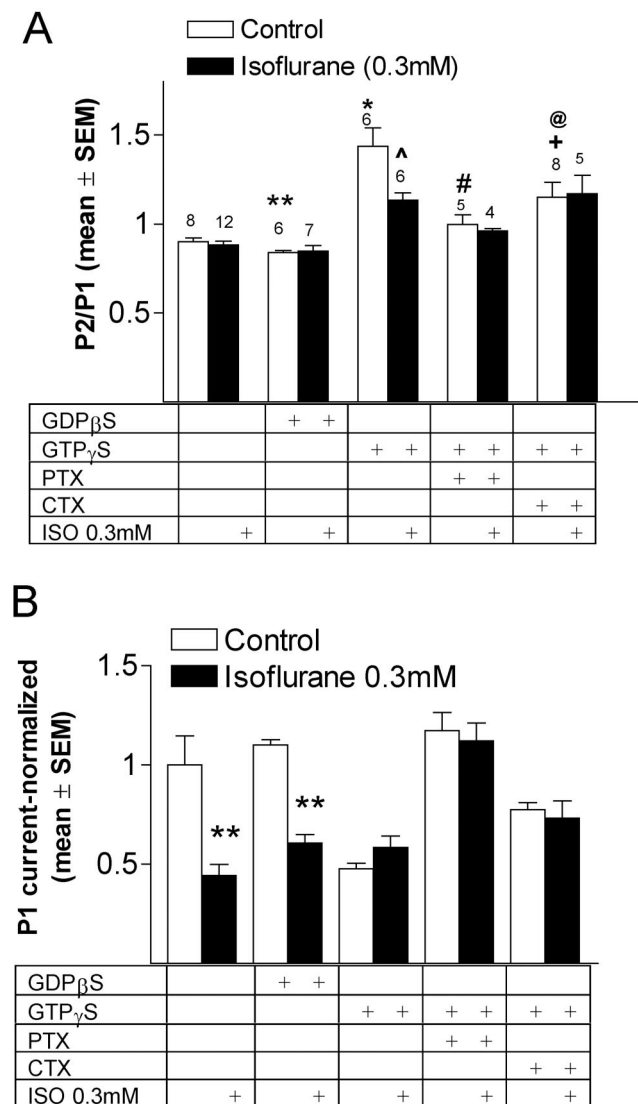 A
Control
Isoflurane (0.3mM)
P2/P1 (mean ± SEM)
1.5
1
0.5
8
12
**
6
7
*
6
^
6
#
5
4
@
+
8
5
GDPβS + +
GTPγS + + + + + +
PTX + +
CTX + +
ISO 0.3mM + + + + +
B
Control
Isoflurane 0.3mM
P1 current-normalized
(mean ± SEM)
1.5
1
0.5
**
**
GDPβS + +
GTPγS + + + + + +
PTX + +
CTX + +
ISO 0.3mM + + + + +